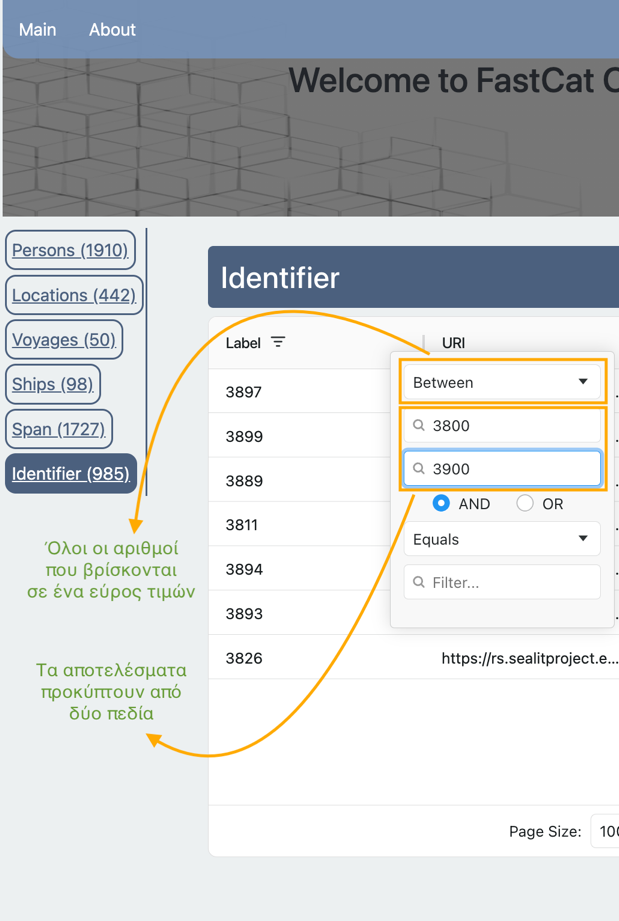 Main About
Welcome to FastCat
Persons (1910)
Locations (442)
Voyages (50)
Ships (98)
Span (1727)
Identifier (985)
Identifier
Label URI
3897
3899
3889
3811
3894
3893
3826 https://rs.sealitproject.e...
Between
3800
3900
AND OR
Equals
Filter...
Όλοι οι αριθμοί
που βρίσκονται
σε ένα εύρος τιμών
Τα αποτελέσματα
προκύπτουν από
δύο πεδία
Page Size: